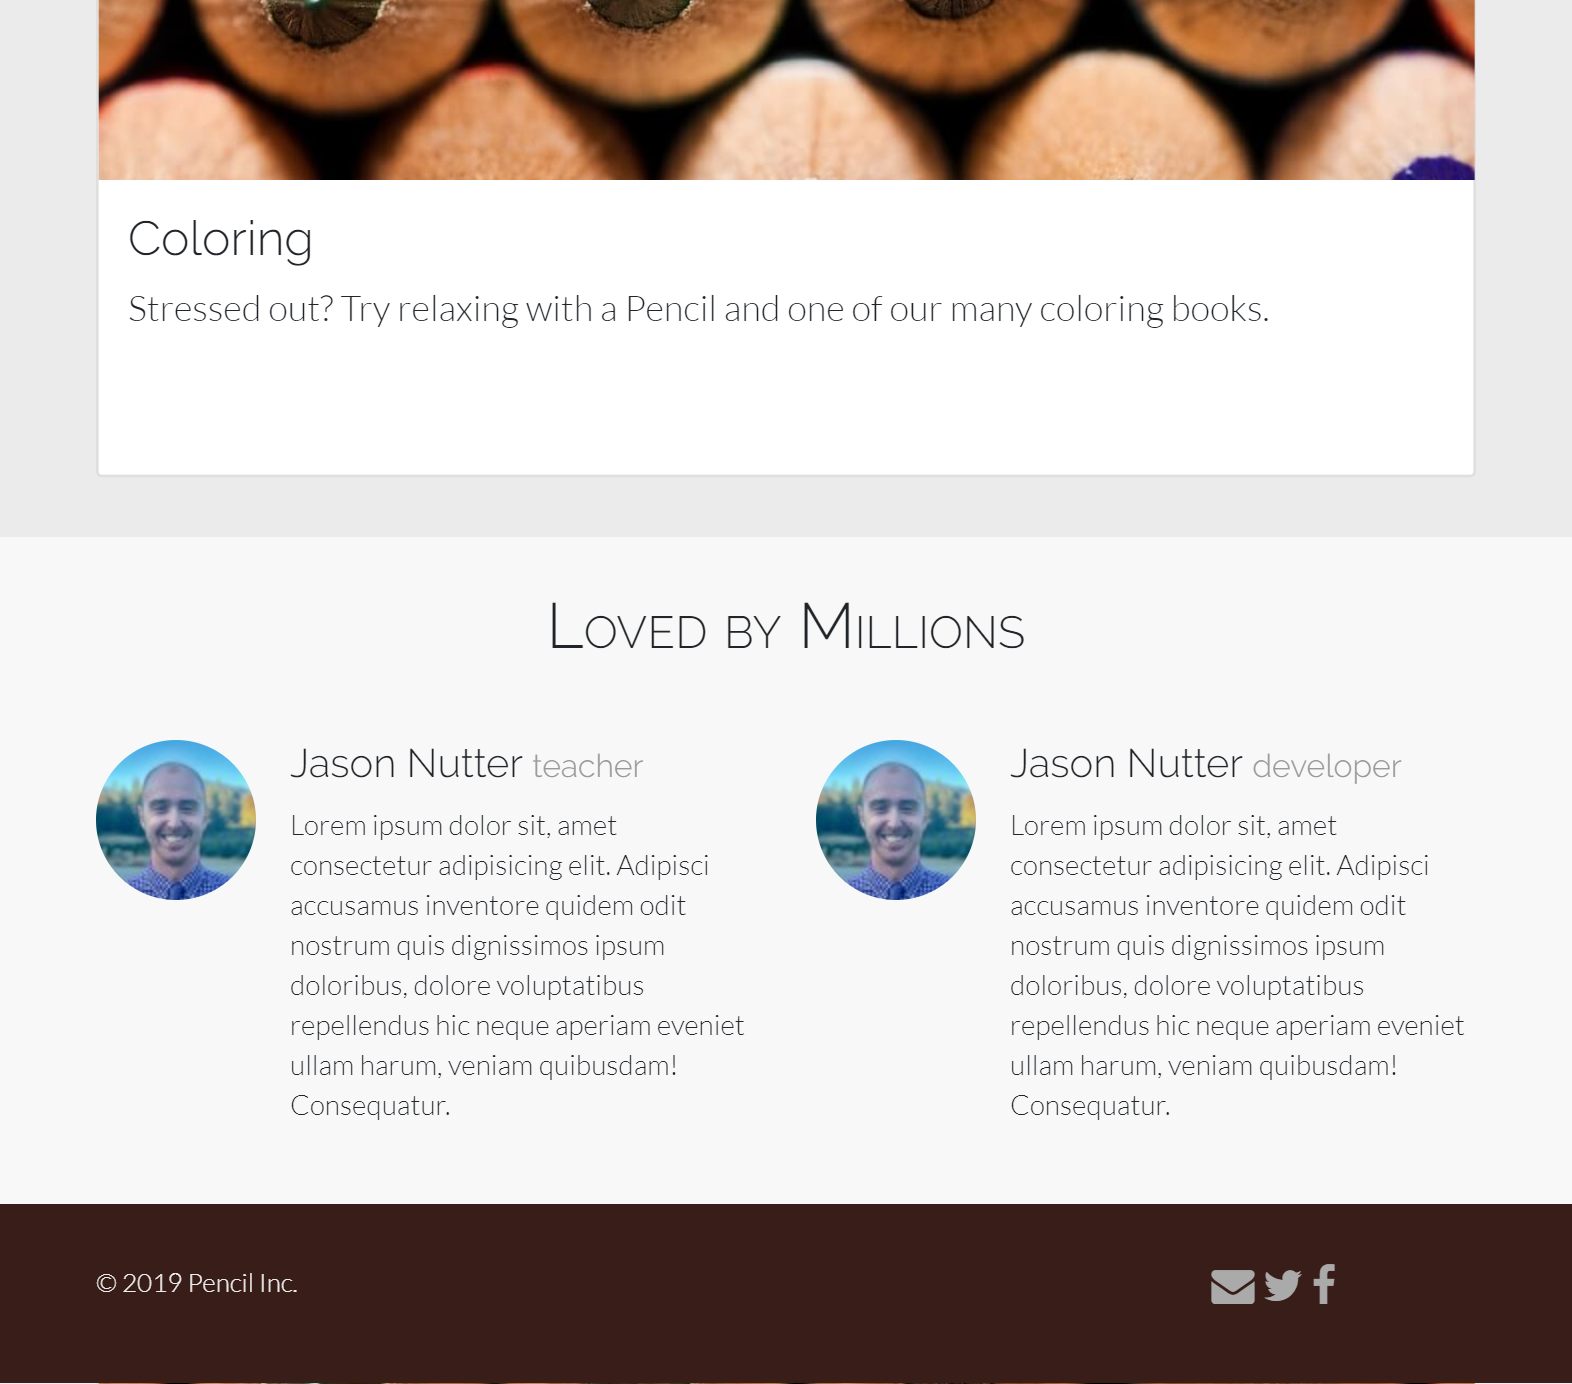 Coloring
Stressed out? Try relaxing with a Pencil and one of our many coloring books.
Loved by Millions
Jason Nutter teacher
Lorem ipsum dolor sit, amet
consectetur adipisicing elit. Adipisci
accusamus inventore quidem odit
nostrum quis dignissimos ipsum
doloribus, dolore voluptatibus
repellendus hic neque aperiam eveniet
ullam harum, veniam quibusdam!
Consequatur.
Jason Nutter developer
Lorem ipsum dolor sit, amet
consectetur adipisicing elit. Adipisci
accusamus inventore quidem odit
nostrum quis dignissimos ipsum
doloribus, dolore voluptatibus
repellendus hic neque aperiam eveniet
ullam harum, veniam quibusdam!
Consequatur.
© 2019 Pencil Inc.